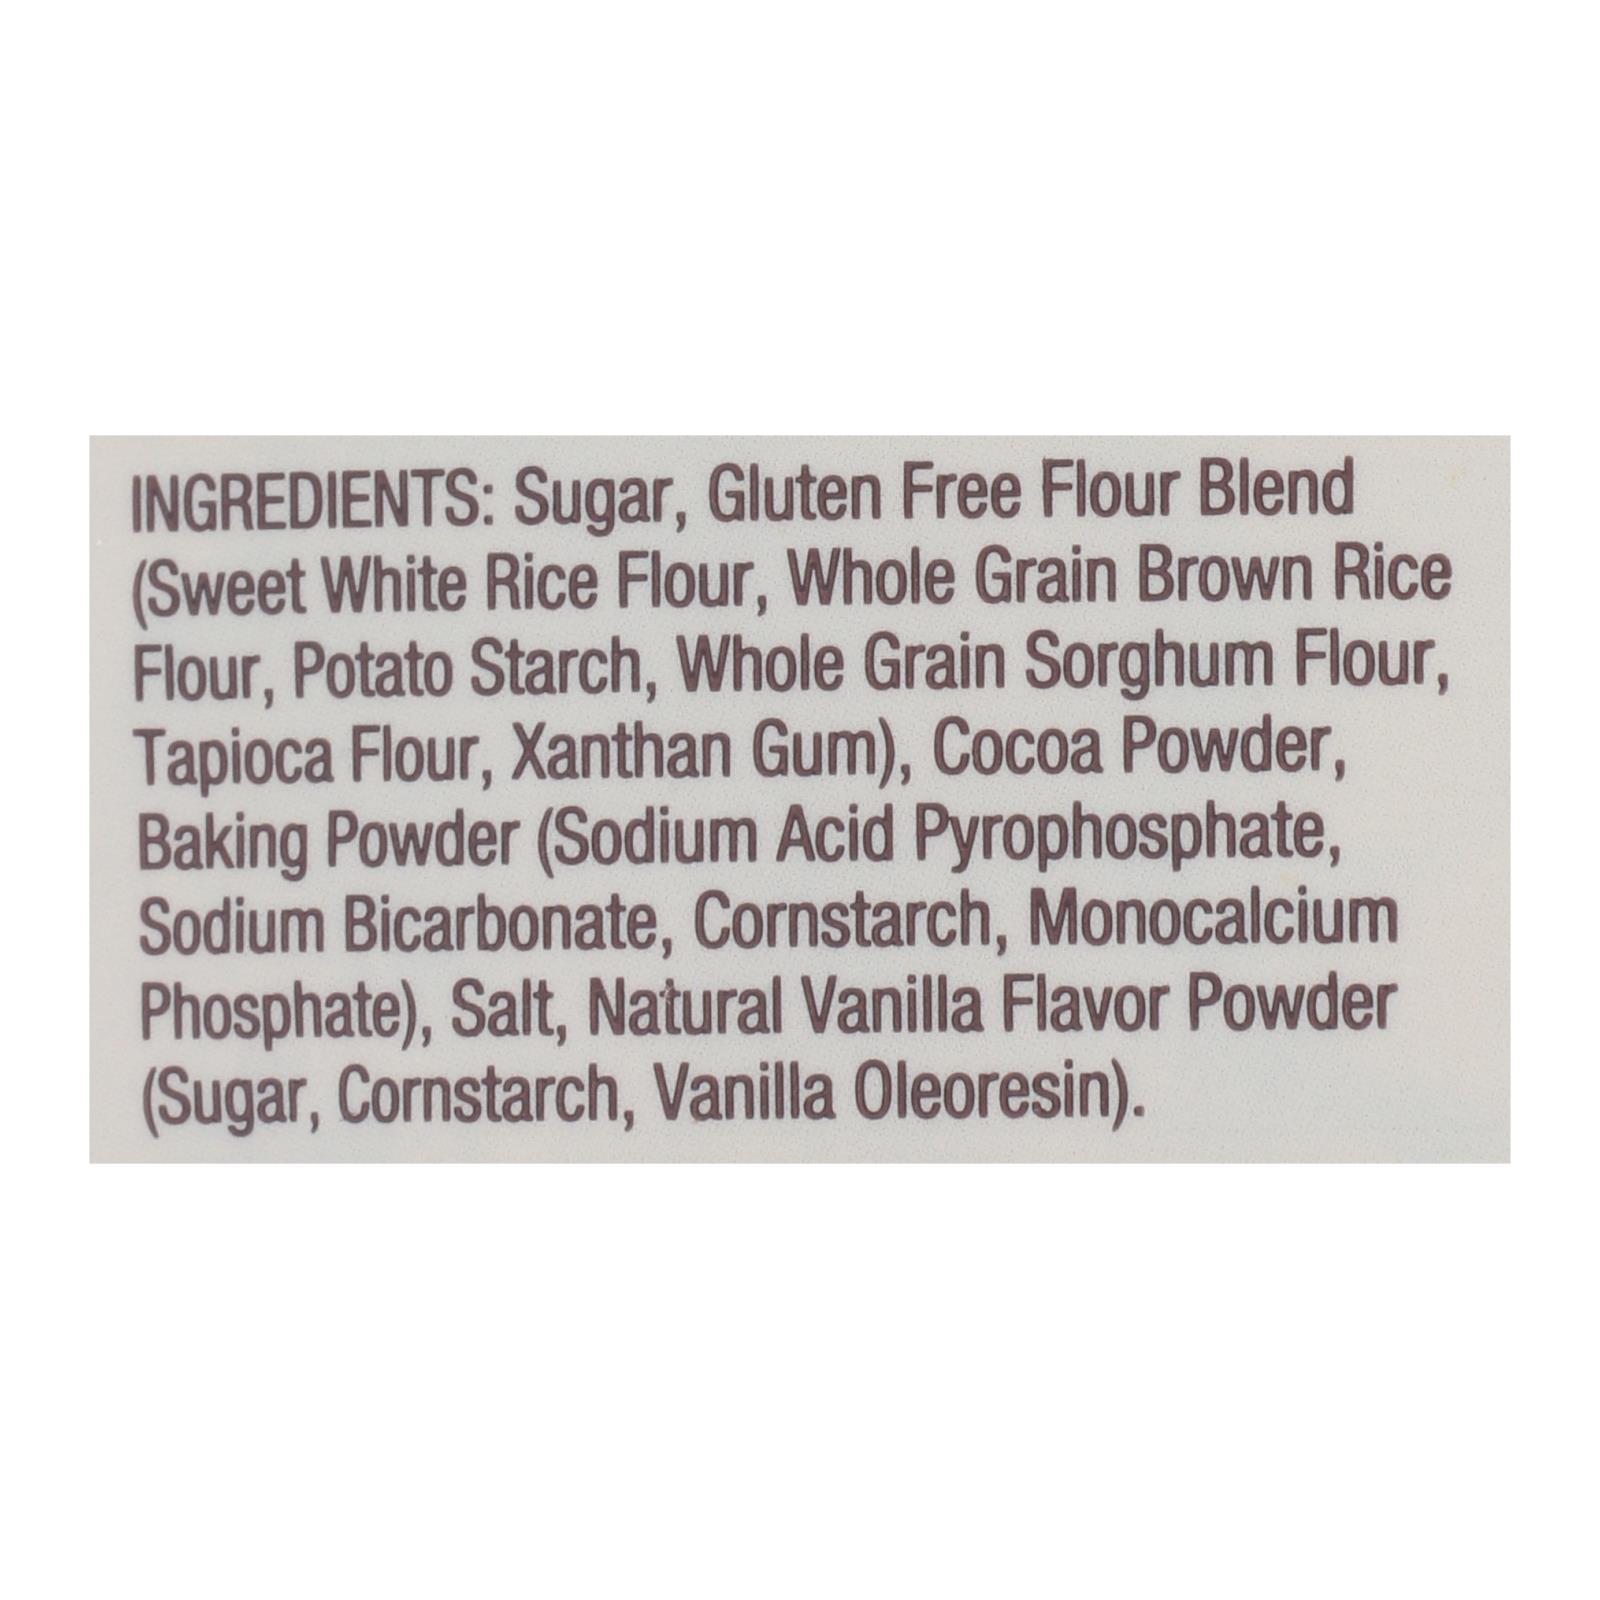 INGREDIENTS: Sugar, Gluten Free Flour Blend
(Sweet White Rice Flour, Whole Grain Brown Rice
Flour, Potato Starch, Whole Grain Sorghum Flour,
Tapioca Flour, Xanthan Gum), Cocoa Powder,
Baking Powder (Sodium Acid Pyrophosphate,
Sodium Bicarbonate, Cornstarch, Monocalcium
Phosphate), Salt, Natural Vanilla Flavor Powder
(Sugar, Cornstarch, Vanilla Oleoresin).